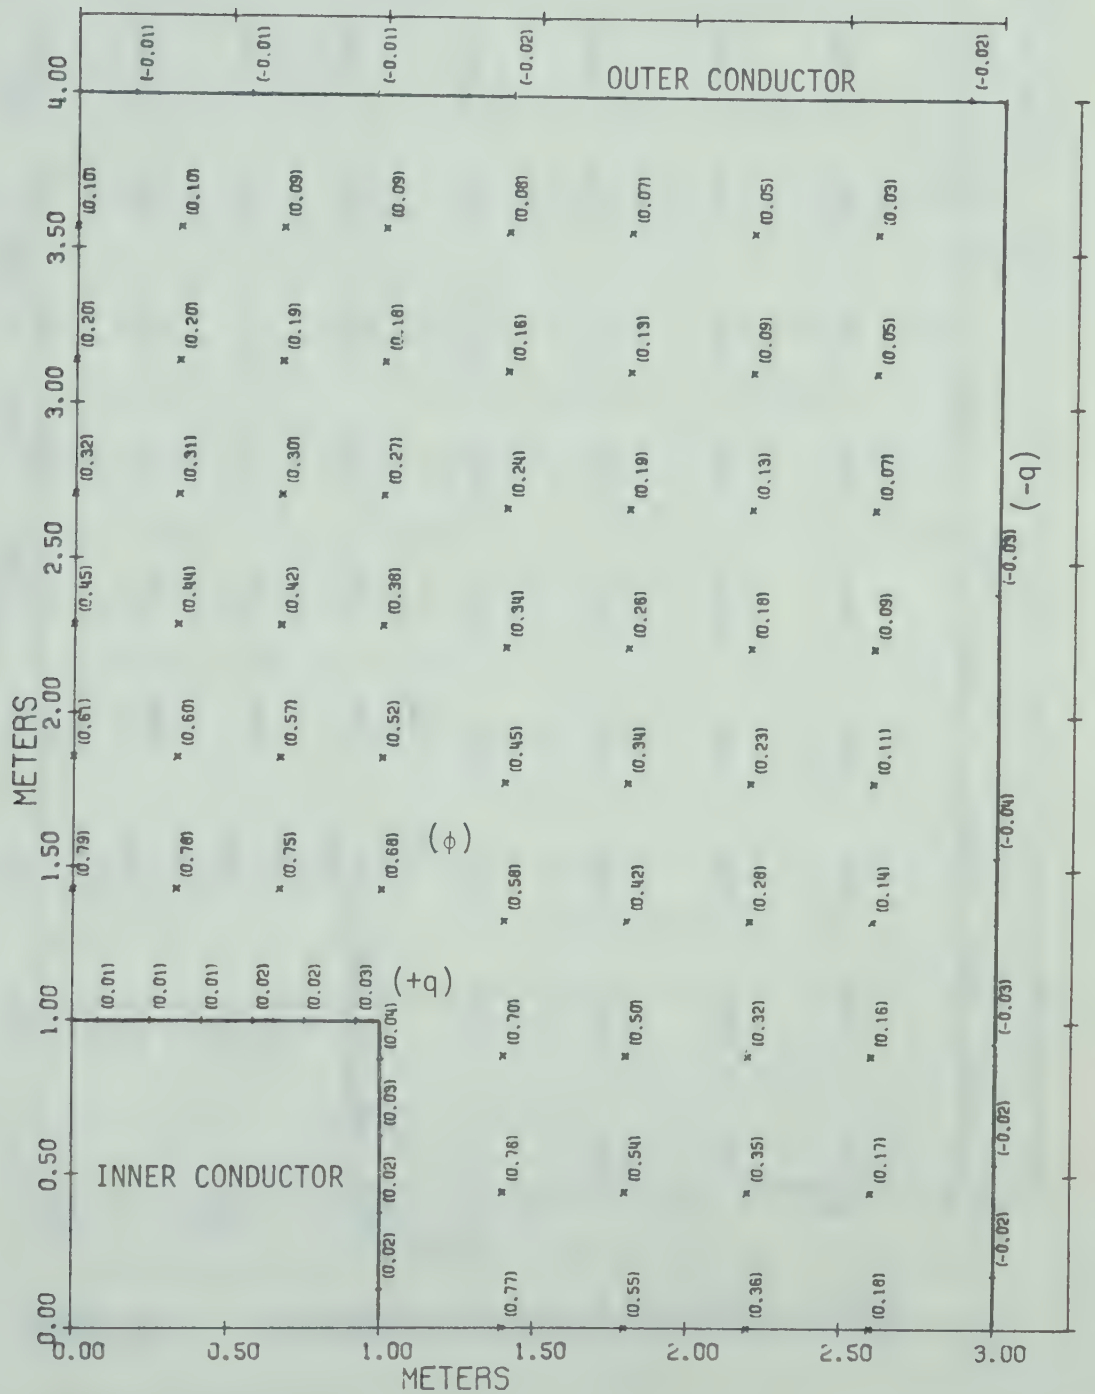 (-0.01) (-0.01) (-0.01) (-0.02) (-0.02)
OUTER CONDUCTOR
4.00
(0.10) (0.10) (0.09) (0.09) (0.08) (0.07) (0.05) (0.03)
3.50
(0.20) (0.20) (0.19) (0.18) (0.16) (0.13) (0.09) (0.05)
3.00
(0.32) (0.31) (0.30) (0.27) (0.24) (0.19) (0.13) (0.07)
(-q)
2.50
(-0.03)
(0.45) (0.44) (0.42) (0.38) (0.34) (0.26) (0.18) (0.09)
METERS
2.00
(0.61) (0.60) (0.57) (0.52) (0.45) (0.34) (0.23) (0.11)
(-0.04)
1.50
(0.79) (0.78) (0.75) (0.68) (0.58) (0.42) (0.28) (0.14)
(ϕ)
(0.01) (0.01) (0.01) (0.02) (0.02) (0.03)
(+q)
1.00
(0.04) (0.70) (0.50) (0.32) (0.16) (-0.03)
(0.03)
0.50
INNER CONDUCTOR
(0.02) (0.76) (0.54) (0.35) (0.17) (-0.02)
(0.02) (-0.02)
(0.77) (0.55) (0.36) (0.18)
0.00
0.00 0.50 1.00 1.50 2.00 2.50 3.00
METERS